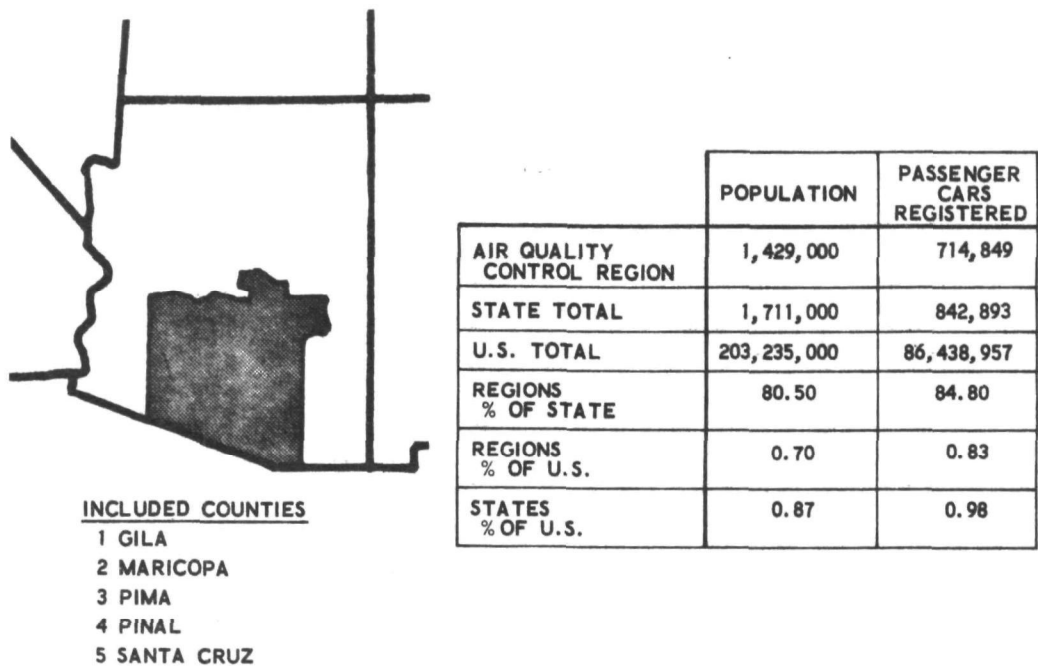 POPULATION
PASSENGER
CARS
REGISTERED
AIR QUALITY
CONTROL REGION
1,429,000
714,849
STATE TOTAL
1,711,000
842,893
U.S. TOTAL
203,235,000
86,438,957
REGIONS
% OF STATE
80.50
84.80
REGIONS
% OF U.S.
0.70
0.83
STATES
% OF U.S.
0.87
0.98
INCLUDED COUNTIES
1 GILA
2 MARICOPA
3 PIMA
4 PINAL
5 SANTA CRUZ